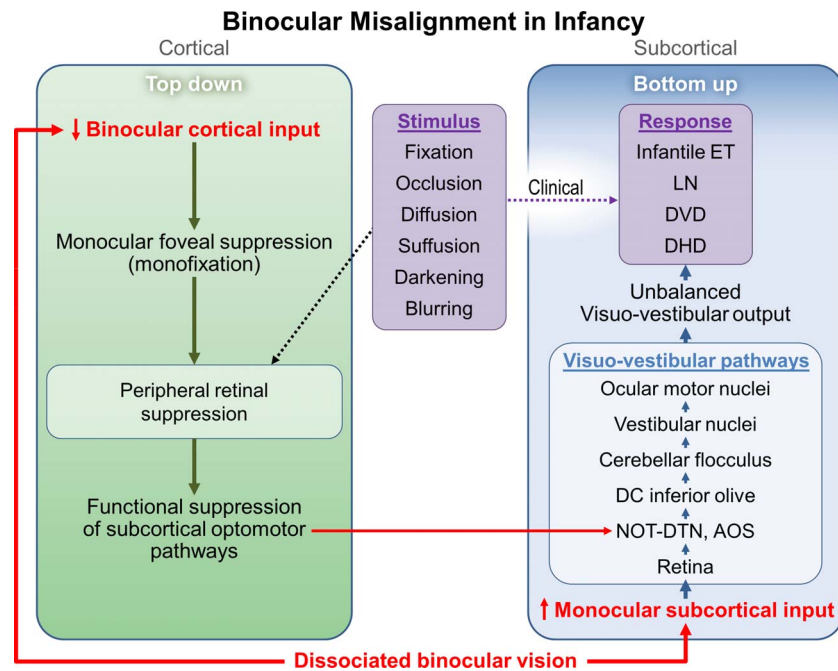 Binocular Misalignment in Infancy
Cortical
Top down
↓ Binocular cortical input
Monocular foveal suppression
(monofixation)
Peripheral retinal
suppression
Functional suppression
of subcortical optomotor
pathways
Stimulus
Fixation
Occlusion
Diffusion
Suffusion
Darkening
Blurring
Clinical
Subcortical
Bottom up
Response
Infantile ET
LN
DVD
DHD
Unbalanced
Visuo-vestibular output
Visuo-vestibular pathways
Ocular motor nuclei
Vestibular nuclei
Cerebellar flocculus
DC inferior olive
NOT-DTN, AOS
Retina
↑ Monocular subcortical input
Dissociated binocular vision